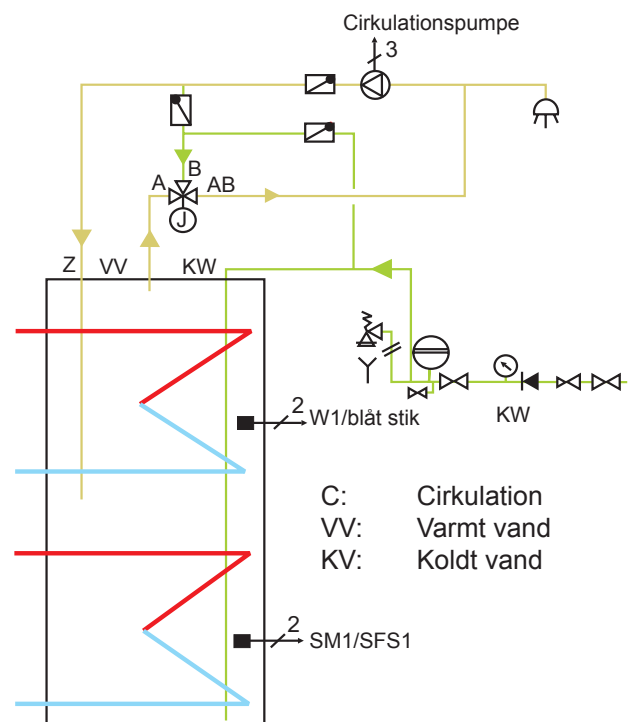 Cirkulationspumpe
3
B
A
AB
J
Z
VV
KW
2
W1/blåt stik
KW
C: Cirkulation
VV: Varmt vand
KV: Koldt vand
2
SM1/SFS1